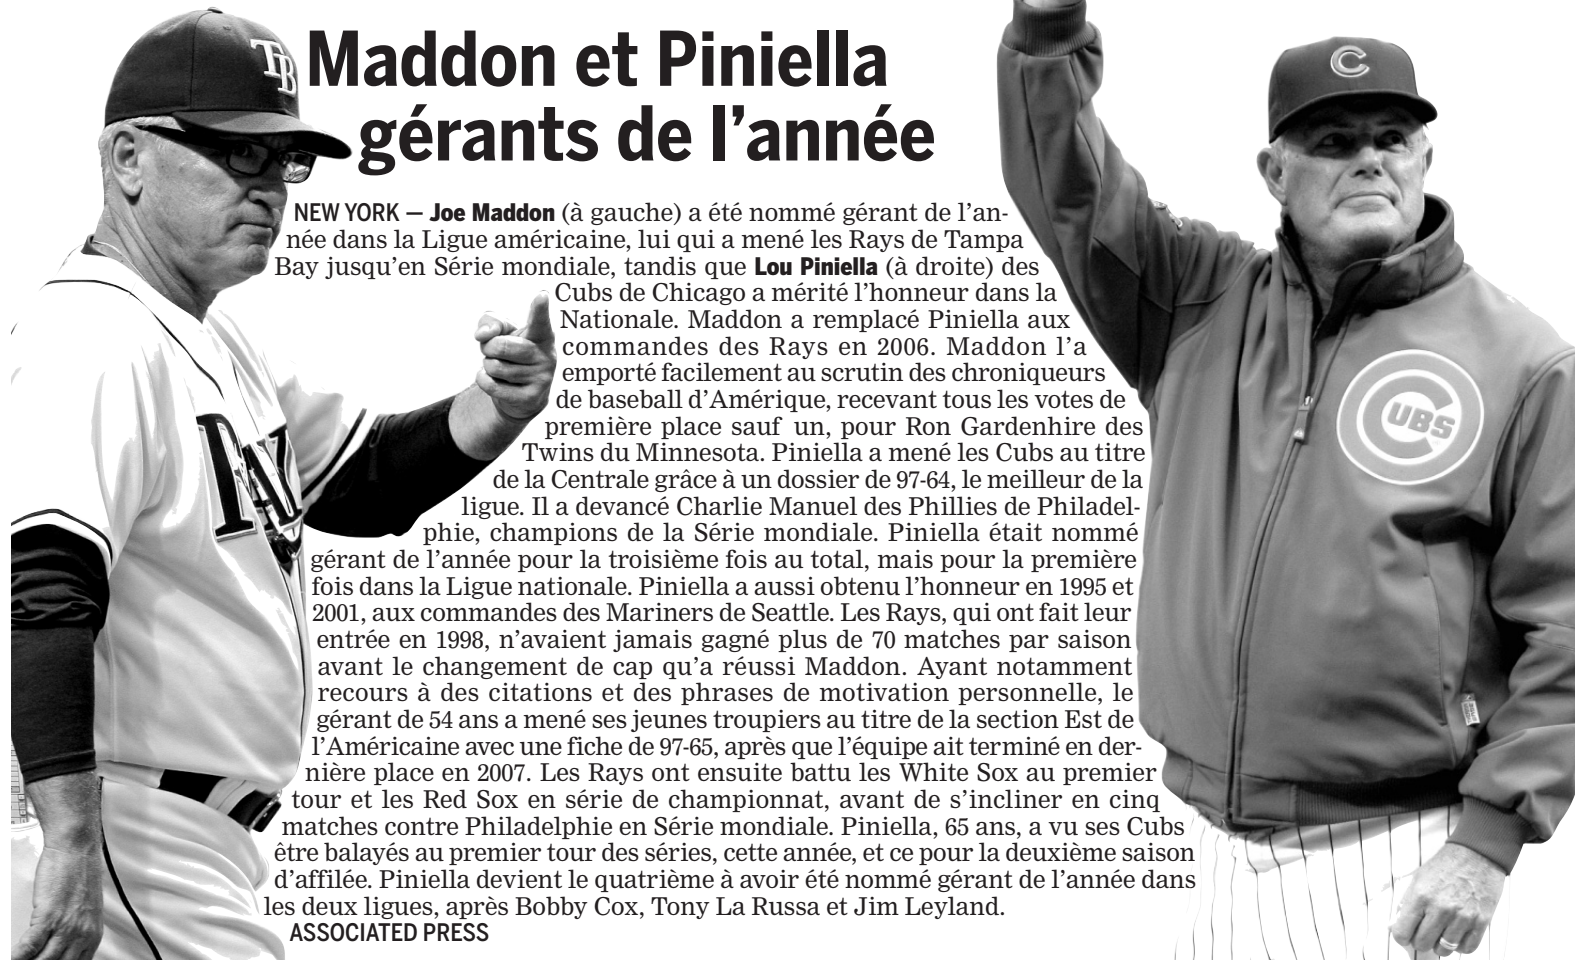 Maddon et Piniella
gérants de l’année
NEW YORK — Joe Maddon (à gauche) a été nommé gérant de l’an-
née dans la Ligue américaine, lui qui a mené les Rays de Tampa
Bay jusqu’en Série mondiale, tandis que Lou Piniella (à droite) des
Cubs de Chicago a mérité l’honneur dans la
Nationale. Maddon a remplacé Piniella aux
commandes des Rays en 2006. Maddon l’a
emporté facilement au scrutin des chroniqueurs
de baseball d’Amérique, recevant tous les votes de
première place sauf un, pour Ron Gardenhire des
Twins du Minnesota. Piniella a mené les Cubs au titre
de la Centrale grâce à un dossier de 97-64, le meilleur de la
ligue. Il a devancé Charlie Manuel des Phillies de Philadel-
phie, champions de la Série mondiale. Piniella était nommé
gérant de l’année pour la troisième fois au total, mais pour la première
fois dans la Ligue nationale. Piniella a aussi obtenu l’honneur en 1995 et
2001, aux commandes des Mariners de Seattle. Les Rays, qui ont fait leur
entrée en 1998, n’avaient jamais gagné plus de 70 matches par saison
avant le changement de cap qu’a réussi Maddon. Ayant notamment
recours à des citations et des phrases de motivation personnelle, le
gérant de 54 ans a mené ses jeunes troupiers au titre de la section Est de
l’Américaine avec une fiche de 97-65, après que l’équipe ait terminé en der-
nière place en 2007. Les Rays ont ensuite battu les White Sox au premier
tour et les Red Sox en série de championnat, avant de s’incliner en cinq
matches contre Philadelphie en Série mondiale. Piniella, 65 ans, a vu ses Cubs
être balayés au premier tour des séries, cette année, et ce pour la deuxième saison
d’affilée. Piniella devient le quatrième à avoir été nommé gérant de l’année dans
les deux ligues, après Bobby Cox, Tony La Russa et Jim Leyland.
ASSOCIATED PRESS
TB
RAY
C
CUBS